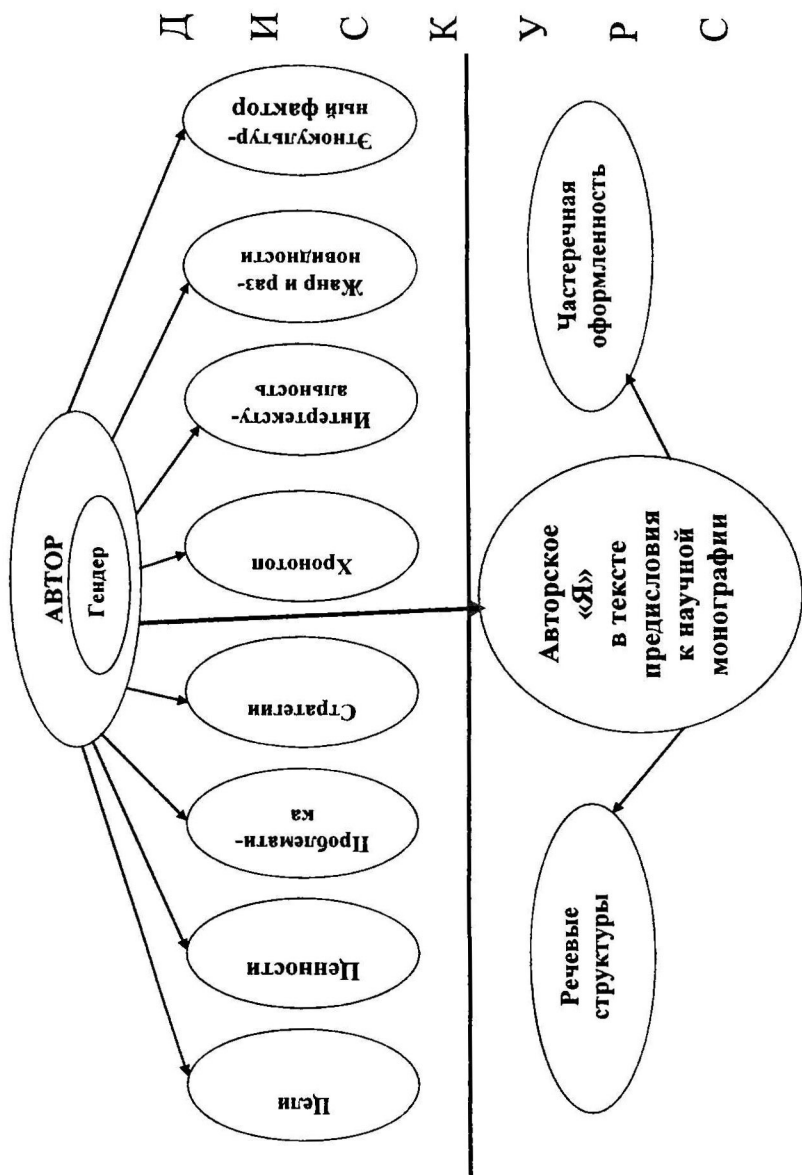 Д
И
С
К
У
Р
С
АВТОР
Гендер
Цели
Ценности
Проблемати-
ка
Стратегии
Хронотоп
Интертексту-
альность
Жанр и раз-
новидности
Этнокультур-
ный фактор
Речевые
структуры
Авторское
«Я»
в тексте
предисловия
к научной
монографии
Частеречная
оформленность